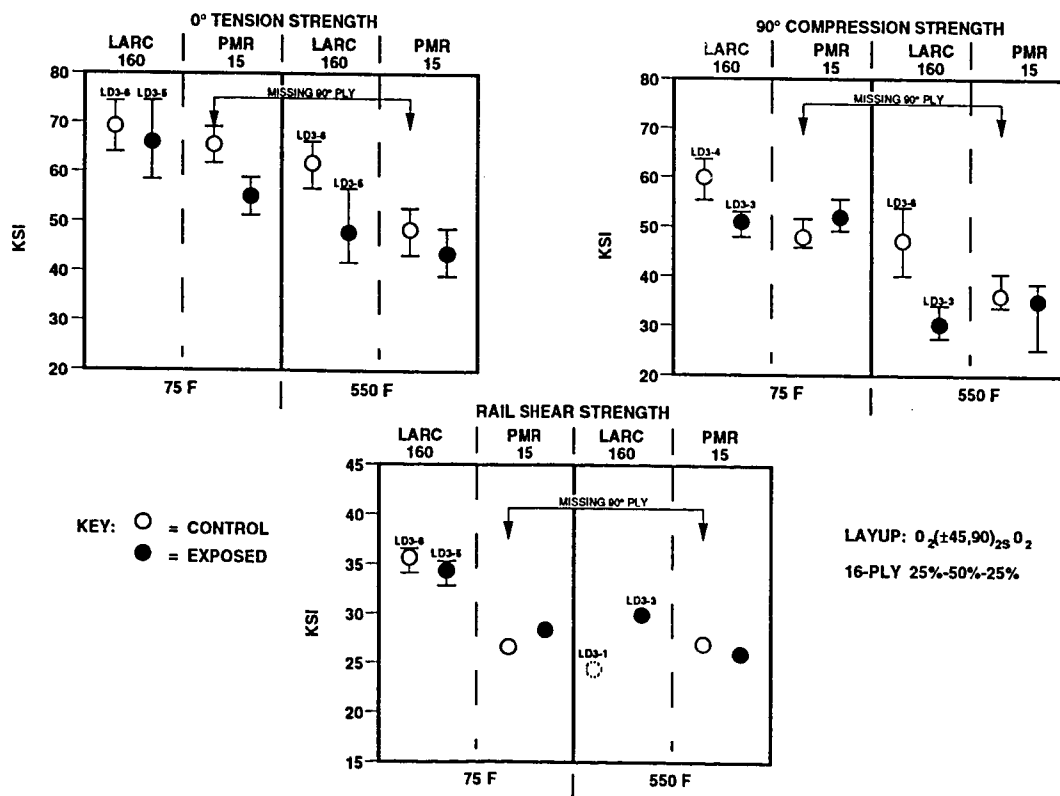 0° TENSION STRENGTH
LARC 160 PMR 15 LARC 160 PMR 15
80
70
60
50
40
30
20
KSI
LD3-6 LD3-5
MISSING 90° PLY
LD3-6
LD3-5
75 F 550 F
90° COMPRESSION STRENGTH
LARC 160 PMR 15 LARC 160 PMR 15
80
70
60
50
40
30
20
KSI
MISSING 90° PLY
LD3-4
LD3-3
LD3-6
LD3-3
75 F 550 F
RAIL SHEAR STRENGTH
LARC 160 PMR 15 LARC 160 PMR 15
45
40
35
30
25
20
15
KSI
MISSING 90° PLY
LD3-6 LD3-5
LD3-3
LD3-1
75 F 550 F
KEY: ○ = CONTROL
● = EXPOSED
LAYUP: 0₂(±45,90)₂S 0₂
16-PLY 25%-50%-25%